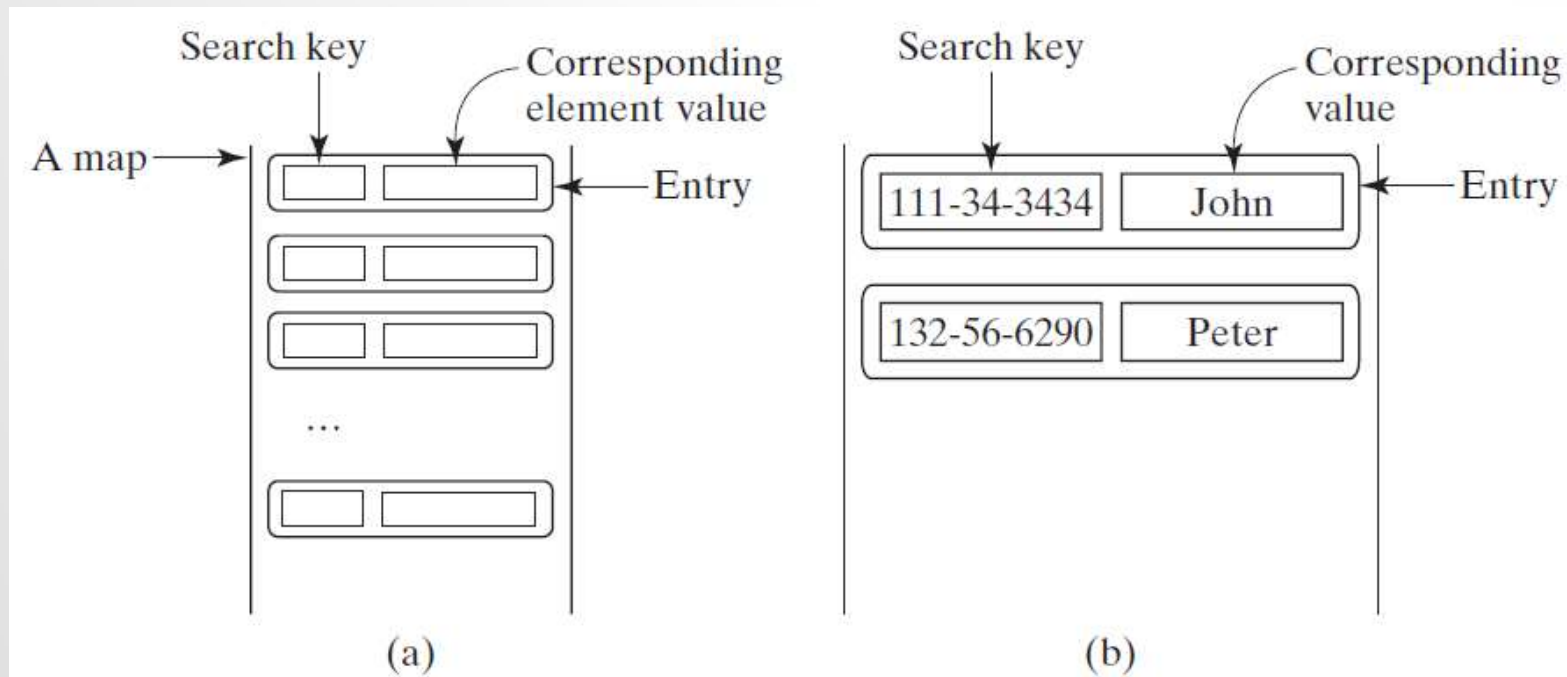 Search key
Corresponding
element value
A map
Entry
...
(a)
Search key
Corresponding
value
111-34-3434
John
Entry
132-56-6290
Peter
(b)